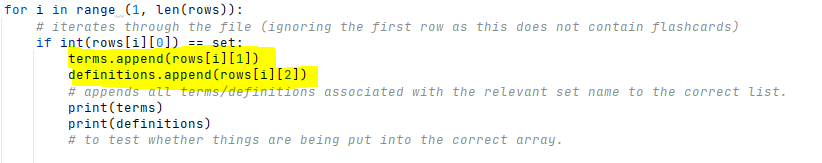 for i in range (1, len(rows)):
# iterates through the file (ignoring the first row as this does not contain flashcards)
if int(rows[i][0]) == set:
terms.append(rows[i][1])
definitions.append(rows[i][2])
# appends all terms/definitions associated with the relevant set name to the correct list.
print(terms)
print(definitions)
# to test whether things are being put into the correct array.